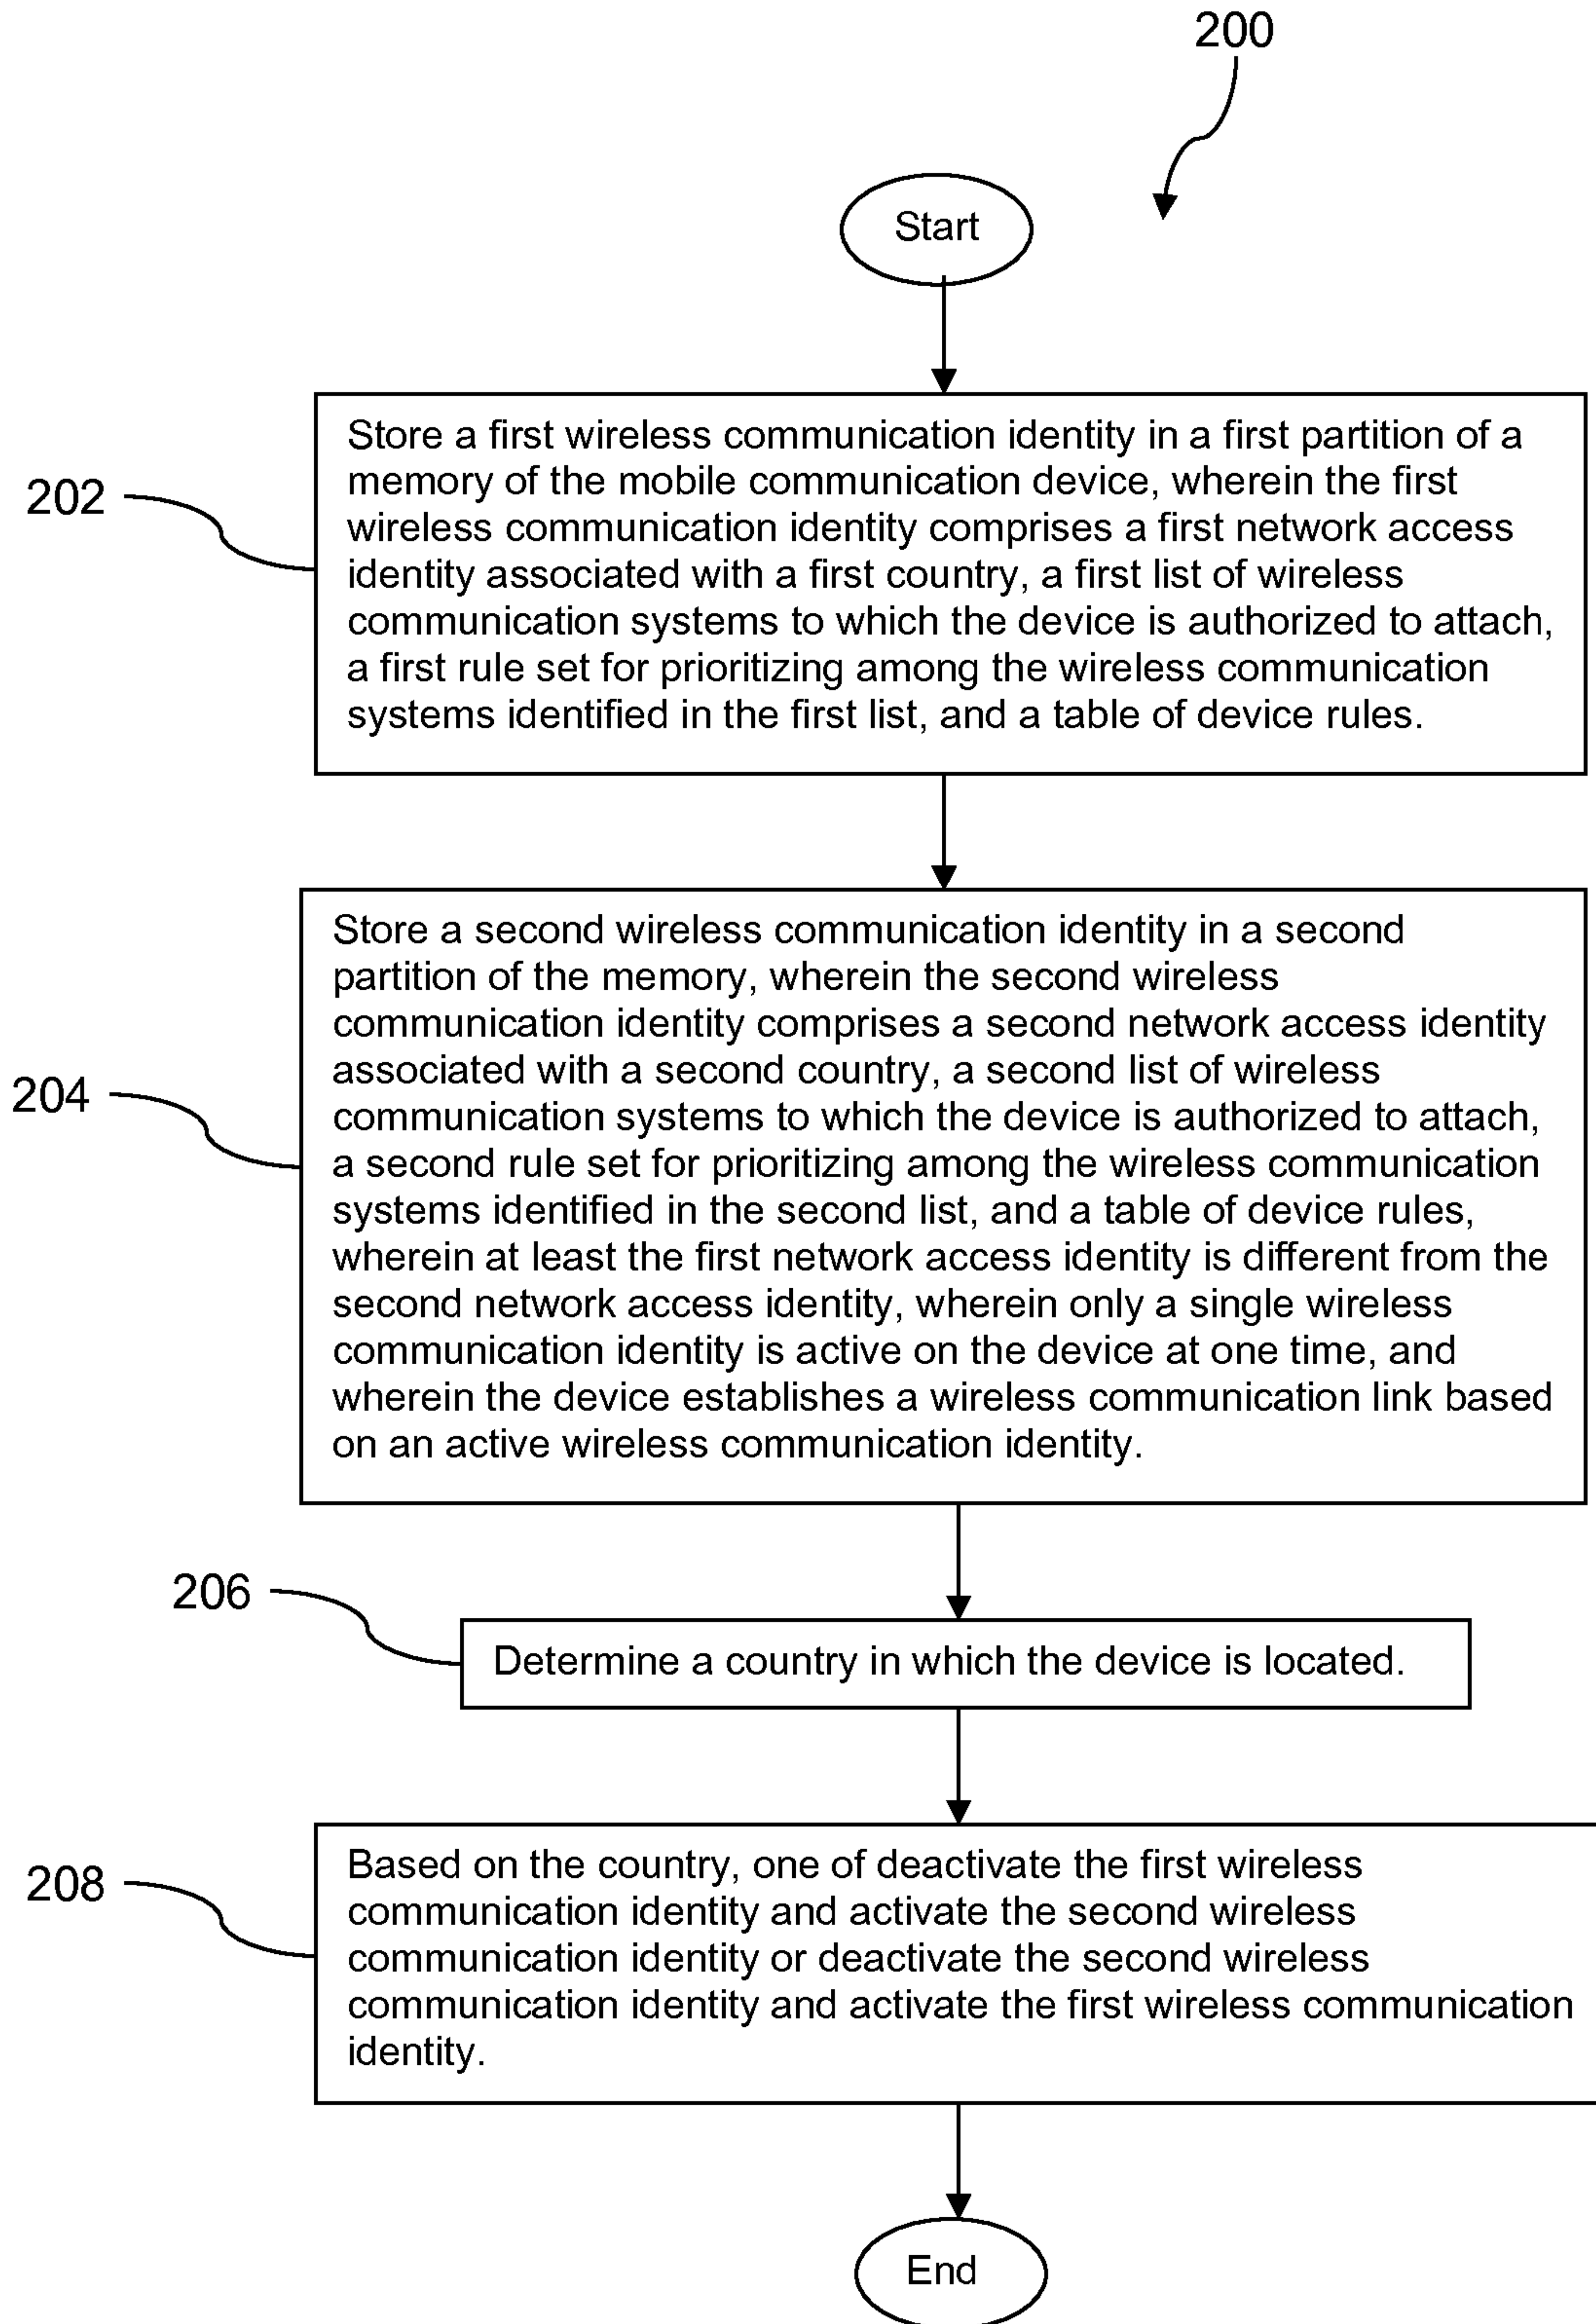 200
Start
202
Store a first wireless communication identity in a first partition of a
memory of the mobile communication device, wherein the first
wireless communication identity comprises a first network access
identity associated with a first country, a first list of wireless
communication systems to which the device is authorized to attach,
a first rule set for prioritizing among the wireless communication
systems identified in the first list, and a table of device rules.
204
Store a second wireless communication identity in a second
partition of the memory, wherein the second wireless
communication identity comprises a second network access identity
associated with a second country, a second list of wireless
communication systems to which the device is authorized to attach,
a second rule set for prioritizing among the wireless communication
systems identified in the second list, and a table of device rules,
wherein at least the first network access identity is different from the
second network access identity, wherein only a single wireless
communication identity is active on the device at one time, and
wherein the device establishes a wireless communication link based
on an active wireless communication identity.
206
Determine a country in which the device is located.
208
Based on the country, one of deactivate the first wireless
communication identity and activate the second wireless
communication identity or deactivate the second wireless
communication identity and activate the first wireless communication
identity.
End